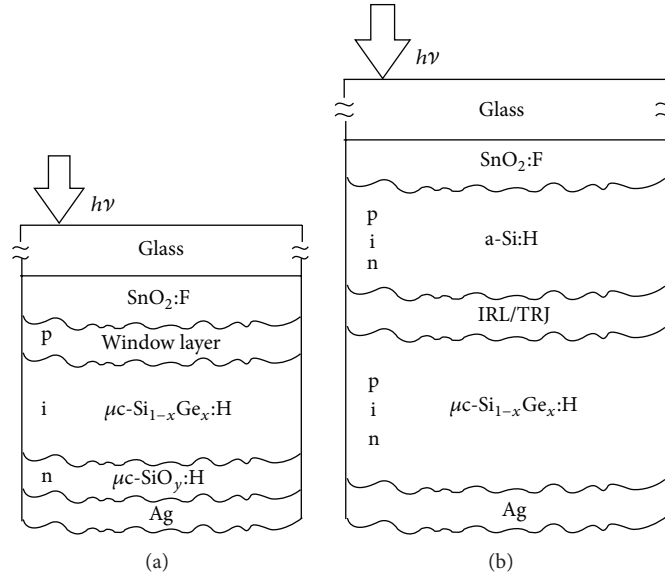 hν
Glass
SnO₂:F
p
Window layer
i
μc-Si₁₋ₓGeₓ:H
n
μc-SiOᵧ:H
Ag
(a)
hν
Glass
SnO₂:F
p
i
n
a-Si:H
IRL/TRJ
p
i
n
μc-Si₁₋ₓGeₓ:H
Ag
(b)